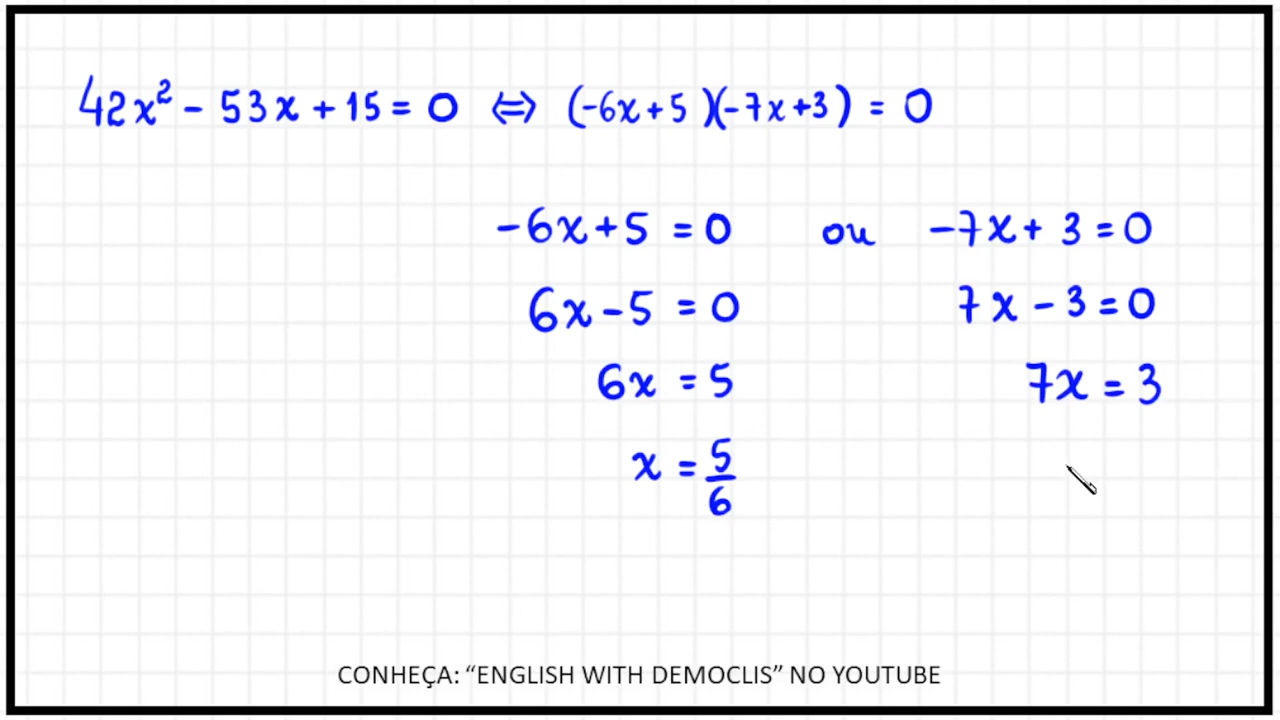 42x² - 53x + 15 = 0 ⇔ (-6x + 5)(-7x + 3) = 0
-6x + 5 = 0 ou -7x + 3 = 0
6x - 5 = 0 7x - 3 = 0
6x = 5 7x = 3
x = 5/6
CONHEÇA: “ENGLISH WITH DEMOCLIS” NO YOUTUBE